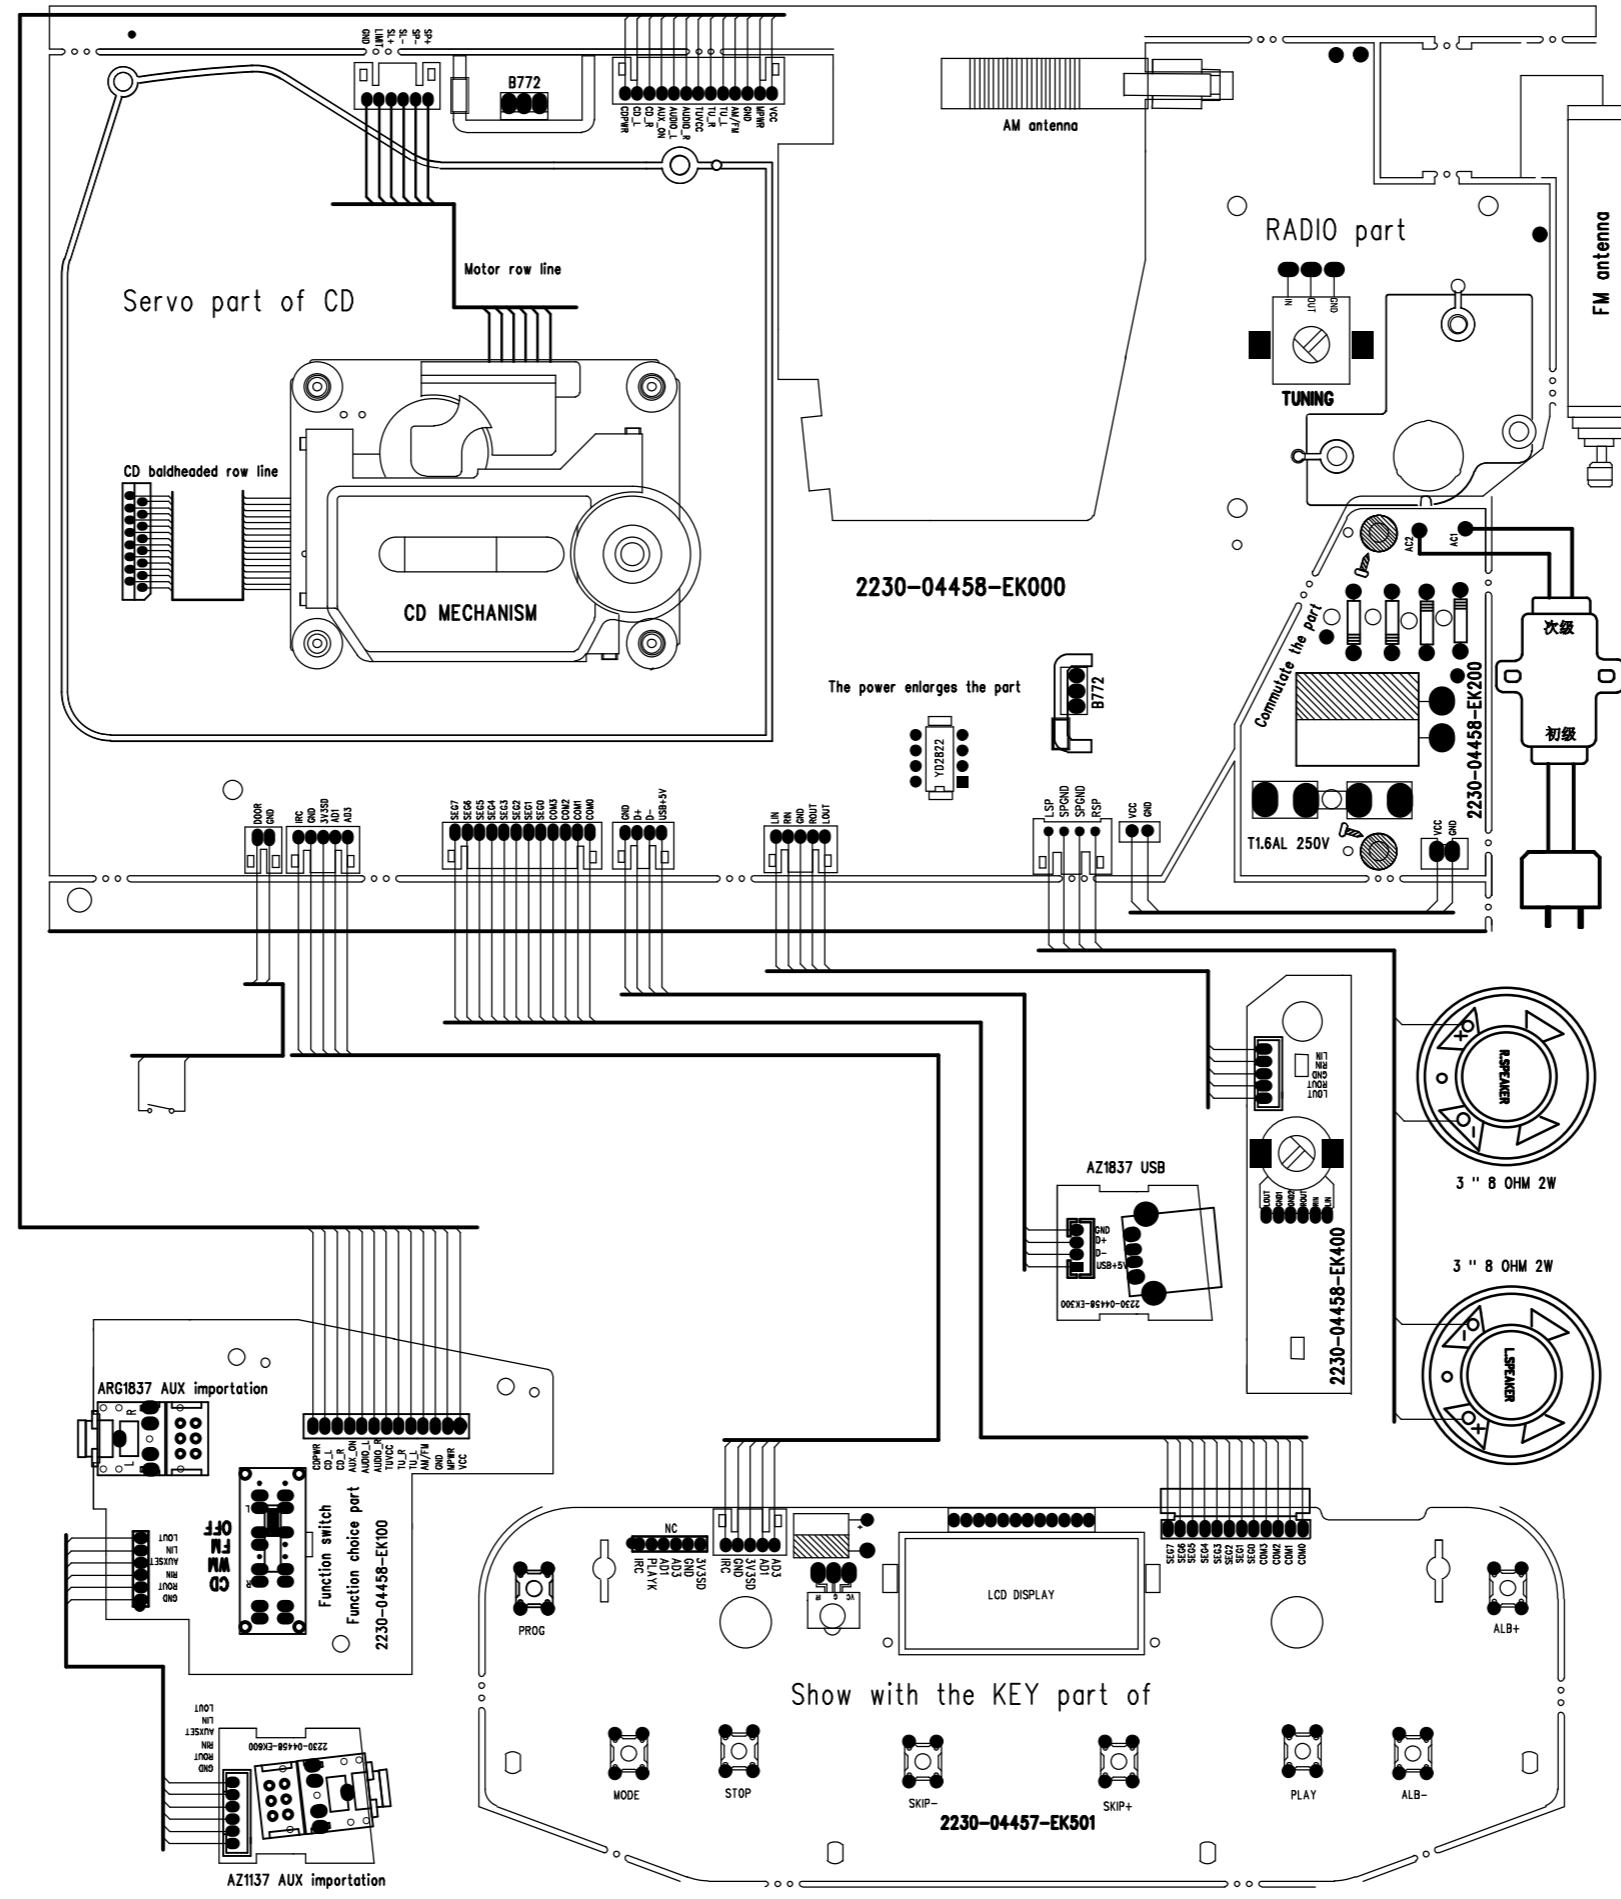 GND
LIMIT
SL+
SL-
SP-
SP+
B772
CDPWR
CD_L
CD_R
AUX_ON
AUDIO_L
AUDIO_R
TUVCC
TU_R
TU_L
AM/FM
GND
MPWR
VCC
AM antenna
FM antenna
RADIO part
IN
OUT
GND
TUNING
Motor row line
Servo part of CD
CD baldheaded row line
CD MECHANISM
2230-04458-EK000
AC2
AC1
Commutate the part
次级
初级
2230-04458-EK200
The power enlarges the part
YD2822
B772
T1.6AL 250V
VCC
GND
DOOR
GND
IRC
GND
3V3SD
AD1
AD3
SEG7
SEG6
SEG5
SEG4
SEG3
SEG2
SEG1
SEG0
COM3
COM2
COM1
COM0
GND
D+
D-
USB+5V
LIN
RIN
GND
ROUT
LOUT
LSP
SPGND
SPGND
RSP
VCC
GND
LIN
RIN
GND
ROUT
LOUT
LOUT
GND1
GND2
ROUT
RIN
LIN
2230-04458-EK400
+
R.SPEAKER
-
3 " 8 OHM 2W
3 " 8 OHM 2W
-
L.SPEAKER
+
AZ1837 USB
GND
D+
D-
USB+5V
2230-04458-EK300
ARG1837 AUX importation
R
L
CDPWR
CD_L
CD_R
AUX_ON
AUDIO_L
AUDIO_R
TUVCC
TU_R
TU_L
AM/FM
GND
MPWR
VCC
OFF
FM
WM
CD
L
R
Function switch
Function choice part
2230-04458-EK100
LOUT
LIN
AUXSET
RIN
ROUT
GND
LOUT
LIN
AUXSET
RIN
ROUT
GND
2230-04458-EK600
AZ1137 AUX importation
NC
IRC
PLAYK
AD1
AD3
GND
3V3SD
IRC
GND
3V3SD
AD1
AD3
+
IR
G
VC
LCD DISPLAY
SEG7
SEG6
SEG5
SEG4
SEG3
SEG2
SEG1
SEG0
COM3
COM2
COM1
COM0
PROG
ALB+
Show with the KEY part of
MODE
STOP
SKIP-
SKIP+
PLAY
ALB-
2230-04457-EK501